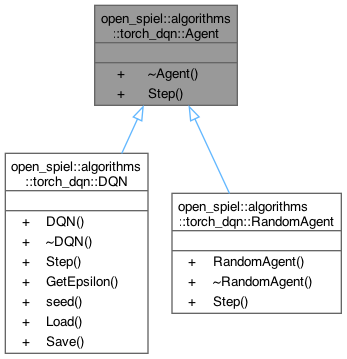 open_spiel::algorithms
::torch_dqn::Agent
+ ~Agent()
+ Step()
open_spiel::algorithms
::torch_dqn::DQN
+ DQN()
+ ~DQN()
+ Step()
+ GetEpsilon()
+ seed()
+ Load()
+ Save()
open_spiel::algorithms
::torch_dqn::RandomAgent
+ RandomAgent()
+ ~RandomAgent()
+ Step()